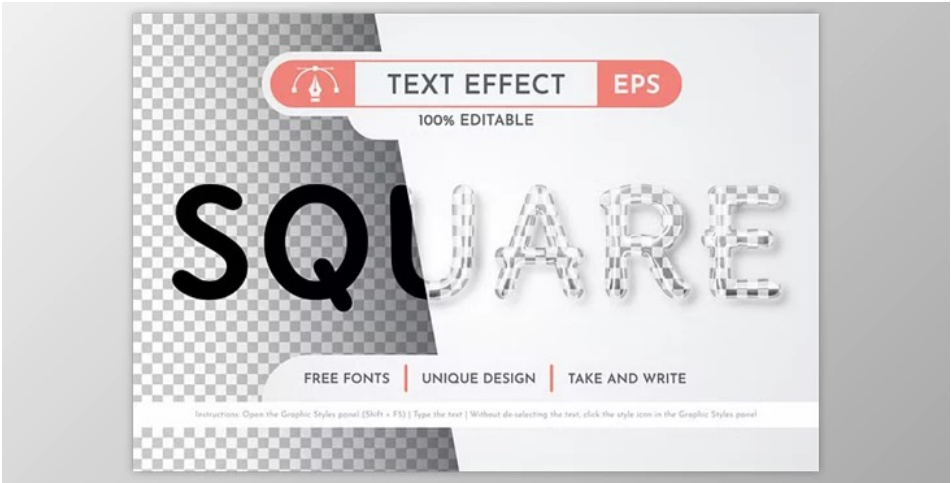 TEXT EFFECT EPS
100% EDITABLE
SQUARE
FREE FONTS | UNIQUE DESIGN | TAKE AND WRITE
Instructions: Open the Graphic Styles panel (Shift + F5) | Type the text | Without de-selecting the text, click the style icon in the Graphic Styles panel